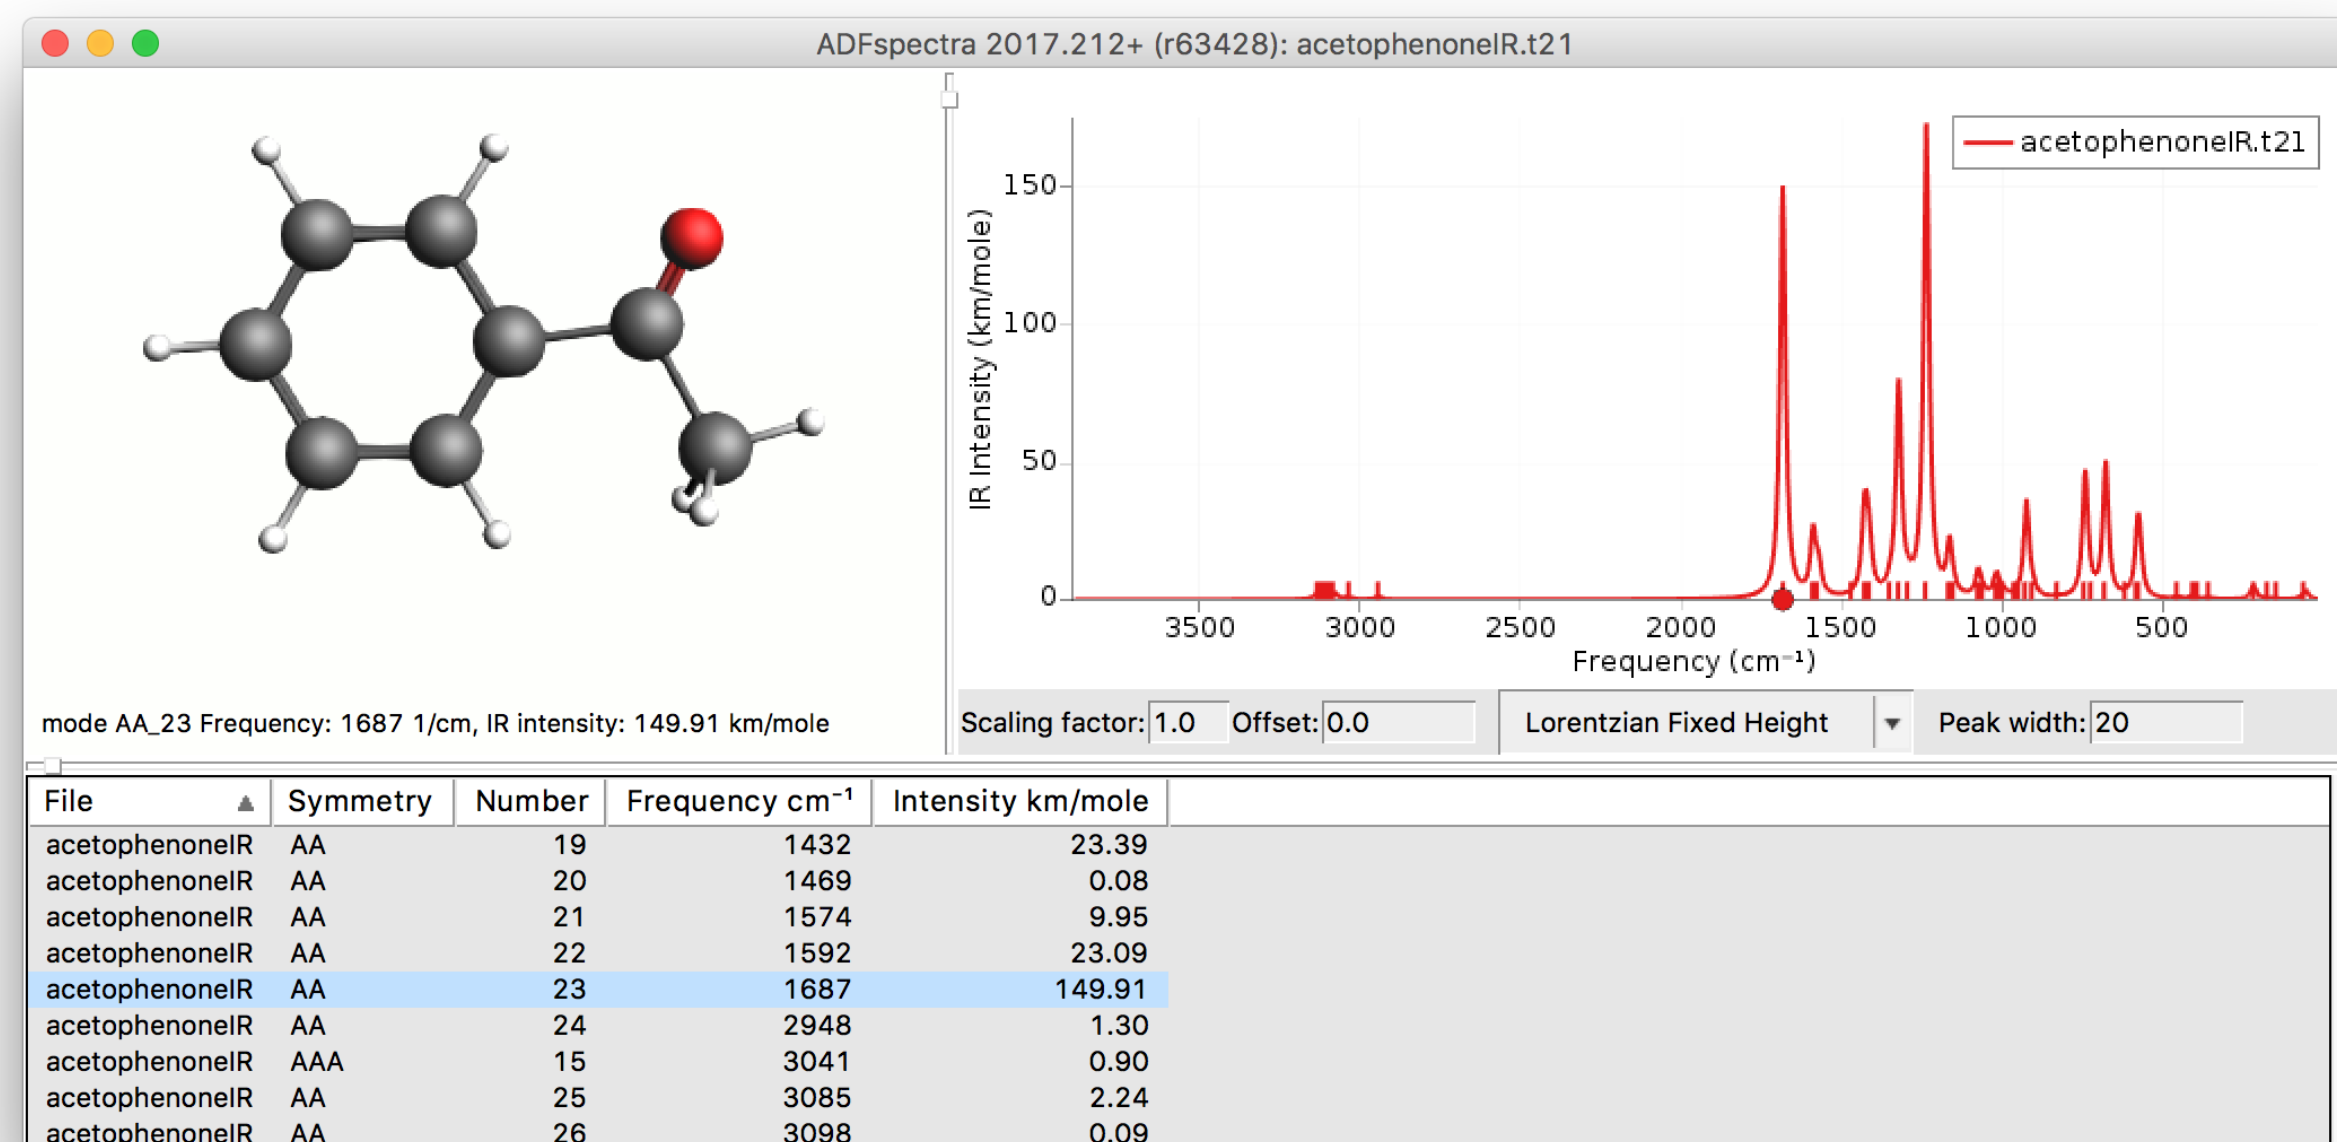 ADFspectra 2017.212+ (r63428): acetophenoneIR.t21
acetophenoneIR.t21
150
100
50
0
IR Intensity (km/mole)
3500 3000 2500 2000 1500 1000 500
Frequency (cm⁻¹)
mode AA_23 Frequency: 1687 1/cm, IR intensity: 149.91 km/mole
Scaling factor: 1.0 Offset: 0.0 Lorentzian Fixed Height Peak width: 20
File Symmetry Number Frequency cm⁻¹ Intensity km/mole
acetophenoneIR AA 19 1432 23.39
acetophenoneIR AA 20 1469 0.08
acetophenoneIR AA 21 1574 9.95
acetophenoneIR AA 22 1592 23.09
acetophenoneIR AA 23 1687 149.91
acetophenoneIR AA 24 2948 1.30
acetophenoneIR AAA 15 3041 0.90
acetophenoneIR AA 25 3085 2.24
acetophenoneIR AA 26 3098 0.09